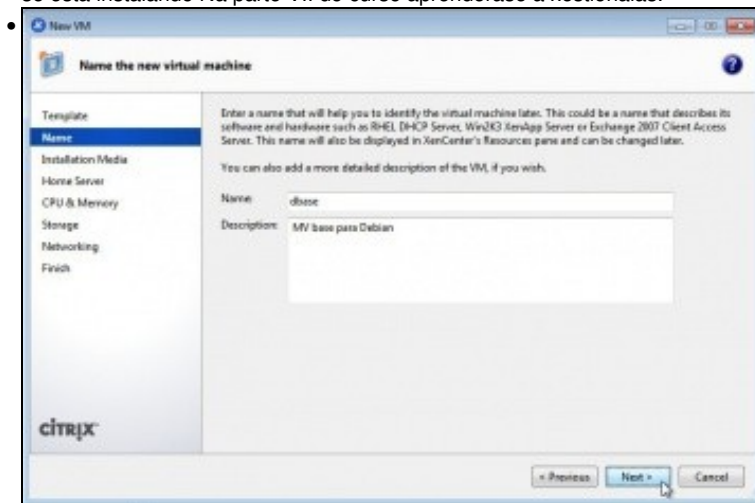 New VM
Name the new virtual machine
Template
Name
Installation Media
Home Server
CPU & Memory
Storage
Networking
Finish
Enter a name that will help you to identify the virtual machine later. This could be a name that describes its
software and hardware such as RHEL DHCP Server, Win2K3 XenApp Server or Exchange 2007 Client Access
Server. This name will also be displayed in XenCenter's Resources pane and can be changed later.
You can also add a more detailed description of the VM, if you wish.
Name:
dbase
Description:
MV base para Debian
CITRIX
< Previous
Next >
Cancel